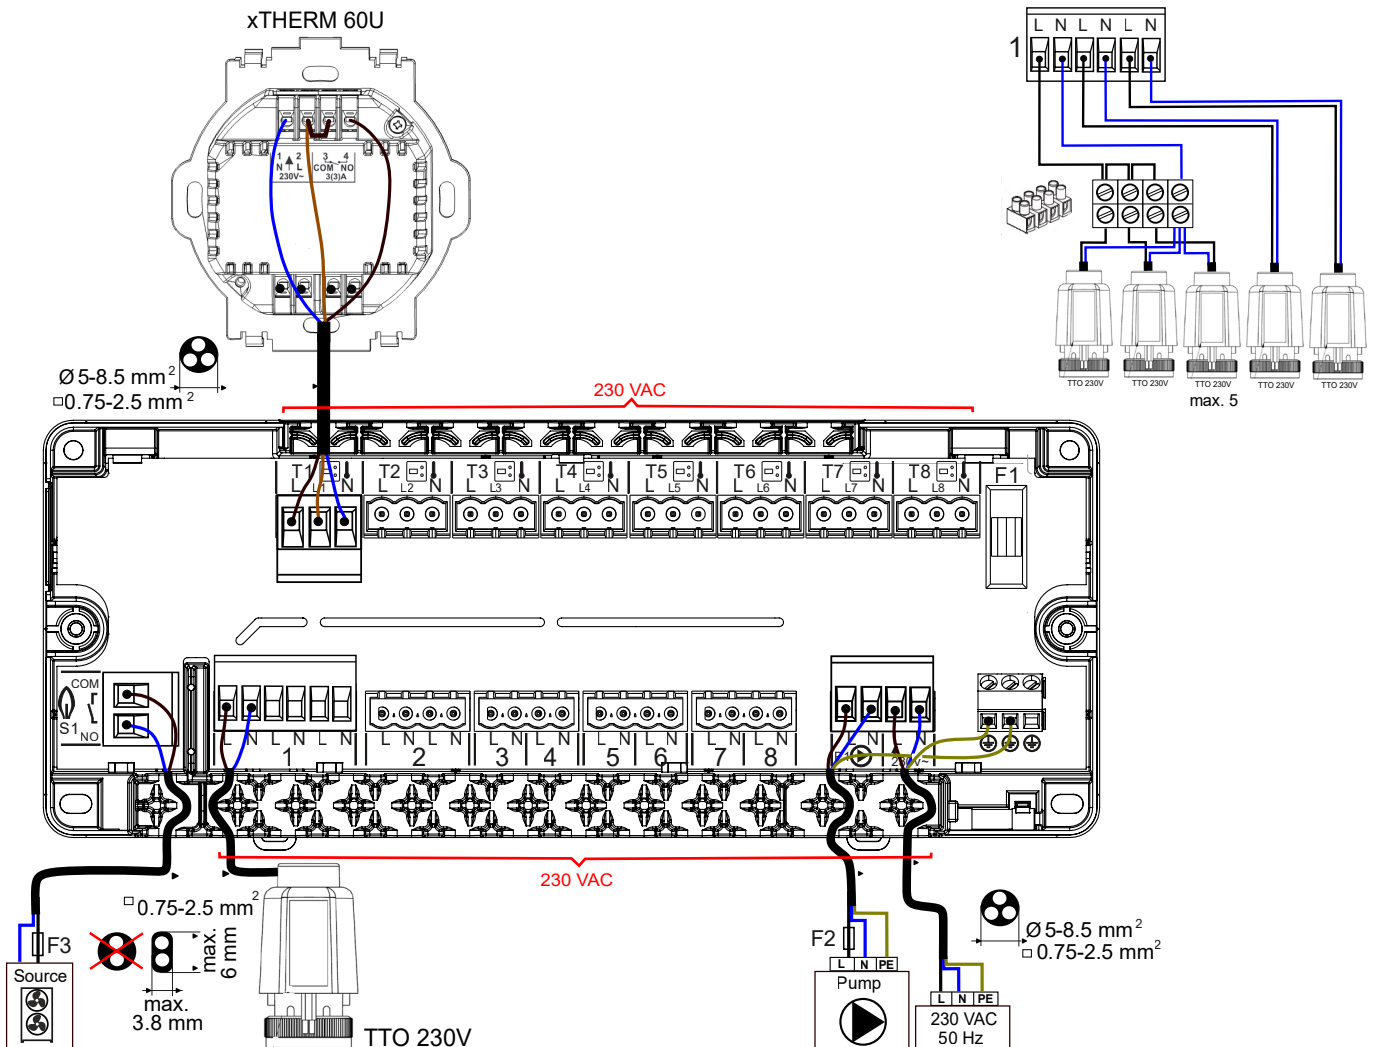 xTHERM 60U
L N L N L N
1
1 2 3 4
N L COM NO
230V~ 3(3)A
TTO 230V TTO 230V TTO 230V TTO 230V TTO 230V
max. 5
Ø 5-8.5 mm²
□ 0.75-2.5 mm²
230 VAC
T1 T2 T3 T4 T5 T6 T7 T8
L N L L2 N L L3 N L L4 N L L5 N L L6 N L L7 N L L8 N
F1
COM
S1
NO
L N L N L N L N L N L N L N L N L N
1 2 3 4 5 6 7 8
230 VAC
□ 0.75-2.5 mm²
F3
max.
6 mm
max.
3.8 mm
Source
TTO 230V
F2
L N PE
Pump
L N PE
230 VAC
50 Hz
Ø 5-8.5 mm²
□ 0.75-2.5 mm²